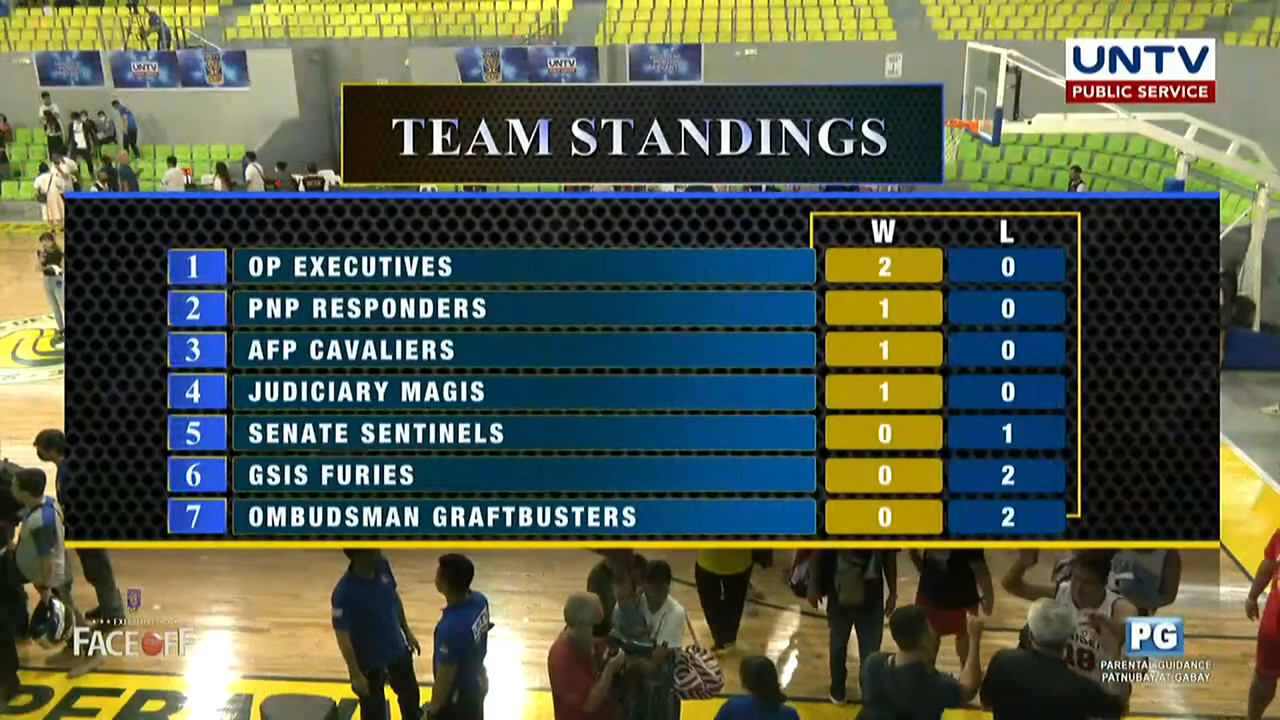 UNTV
PUBLIC SERVICE
TEAM STANDINGS
W L
1 OP EXECUTIVES 2 0
2 PNP RESPONDERS 1 0
3 AFP CAVALIERS 1 0
4 JUDICIARY MAGIS 1 0
5 SENATE SENTINELS 0 1
6 GSIS FURIES 0 2
7 OMBUDSMAN GRAFTBUSTERS 0 2
FACEOFF
PG
PARENTAL GUIDANCE
PATNUBAY AT GABAY